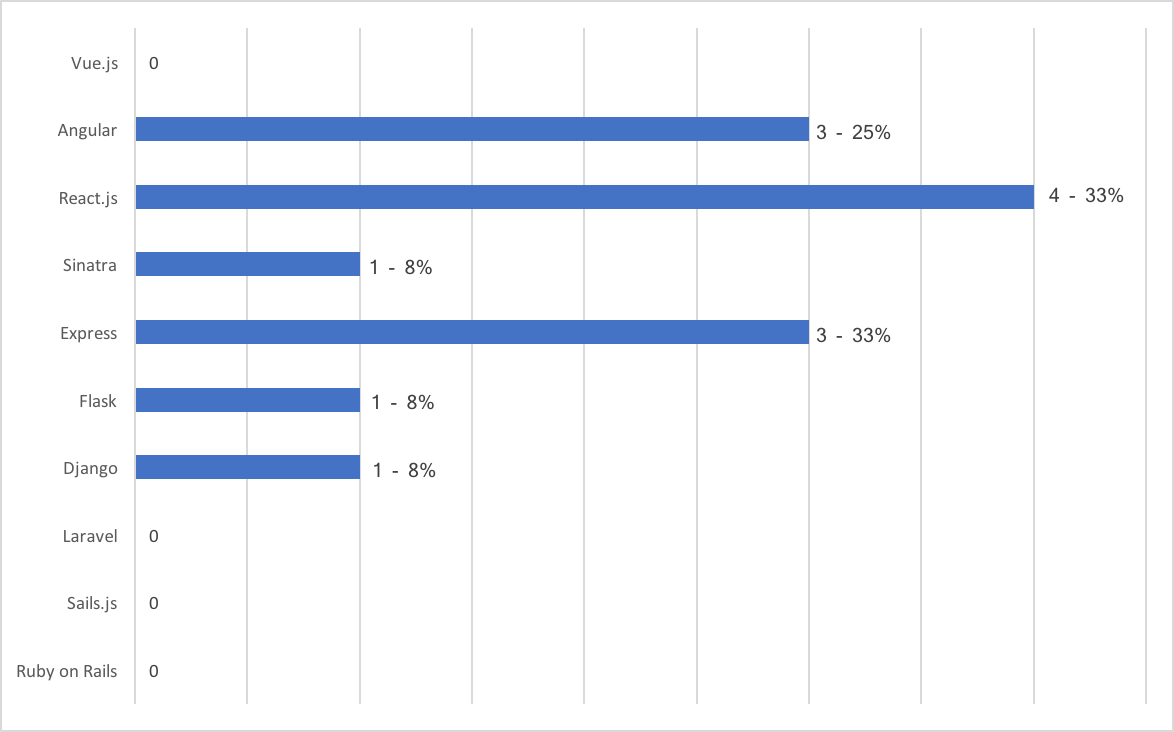 Vue.js 0
Angular 3 - 25%
React.js 4 - 33%
Sinatra 1 - 8%
Express 3 - 33%
Flask 1 - 8%
Django 1 - 8%
Laravel 0
Sails.js 0
Ruby on Rails 0